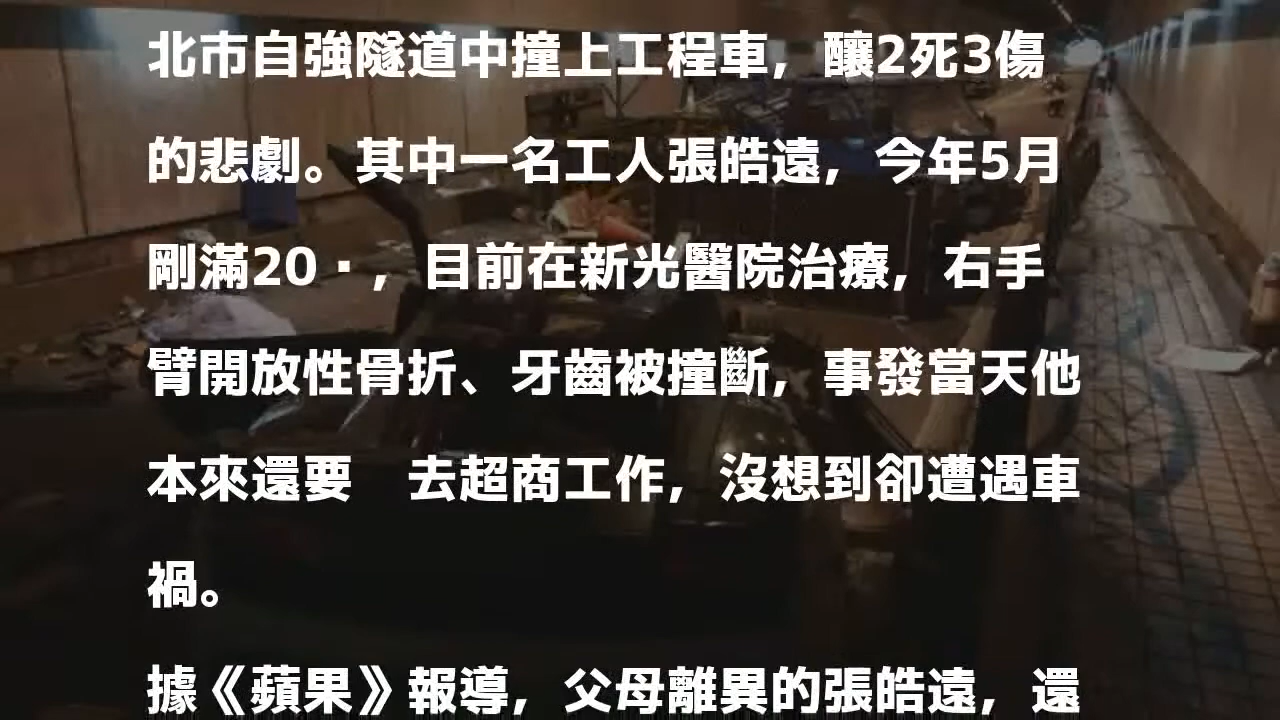 北市自強隧道中撞上工程車，釀2死3傷
的悲劇。其中一名工人張皓遠，今年5月
剛滿20▪，目前在新光醫院治療，右手
臂開放性骨折、牙齒被撞斷，事發當天他
本來還要　去超商工作，沒想到卻遭遇車
禍。
據《蘋果》報導，父母離異的張皓遠，還